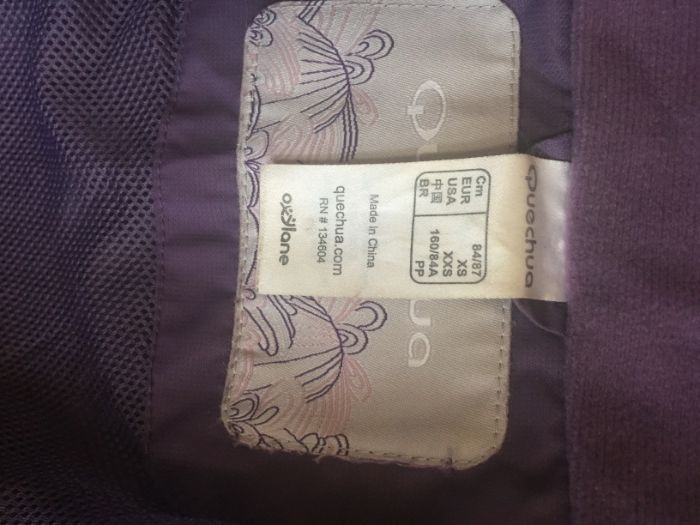 Quechua
Cm 84/87
EUR XS
USA XXS
中国 160/84A
BR PP
Made in China
quechua.com
RN # 134604
oxylane